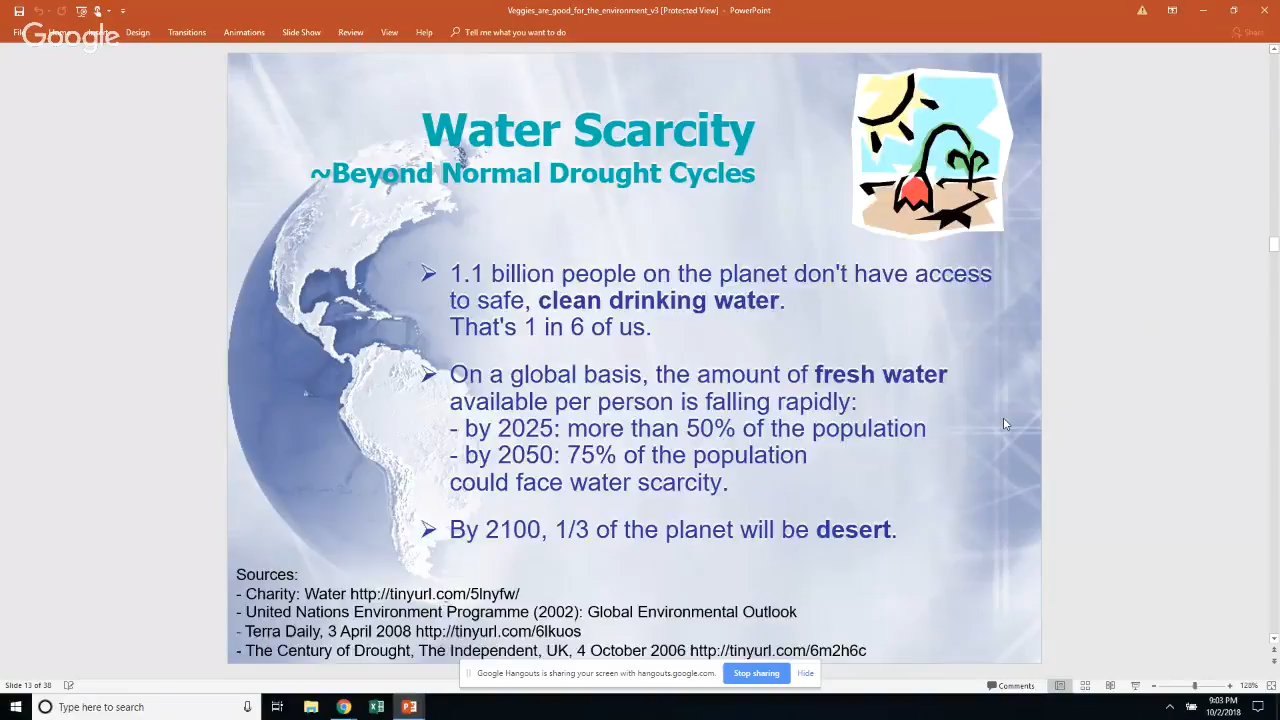 Veggies_are_good_for_the_environment_v3 [Protected View] - PowerPoint
Google
Design Transitions Animations Slide Show Review View Help Tell me what you want to do Share
Water Scarcity
~Beyond Normal Drought Cycles
➢ 1.1 billion people on the planet don't have access
to safe, clean drinking water.
That's 1 in 6 of us.
➢ On a global basis, the amount of fresh water
available per person is falling rapidly:
- by 2025: more than 50% of the population
- by 2050: 75% of the population
could face water scarcity.
➢ By 2100, 1/3 of the planet will be desert.
Sources:
- Charity: Water http://tinyurl.com/5lnyfw/
- United Nations Environment Programme (2002): Global Environmental Outlook
- Terra Daily, 3 April 2008 http://tinyurl.com/6lkuos
- The Century of Drought, The Independent, UK, 4 October 2006 http://tinyurl.com/6m2h6c
Google Hangouts is sharing your screen with hangouts.google.com. Stop sharing Hide
Slide 13 of 38 Comments 128%
Type here to search 9:03 PM
10/2/2018